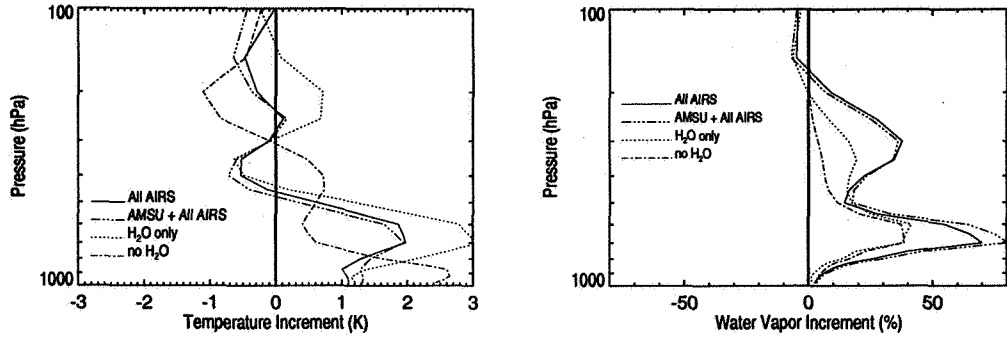 100
Pressure (hPa)
All AIRS
AMSU + All AIRS
H₂O only
no H₂O
1000
-3 -2 -1 0 1 2 3
Temperature Increment (K)
100
Pressure (hPa)
All AIRS
AMSU + All AIRS
H₂O only
no H₂O
1000
-50 0 50
Water Vapor Increment (%)